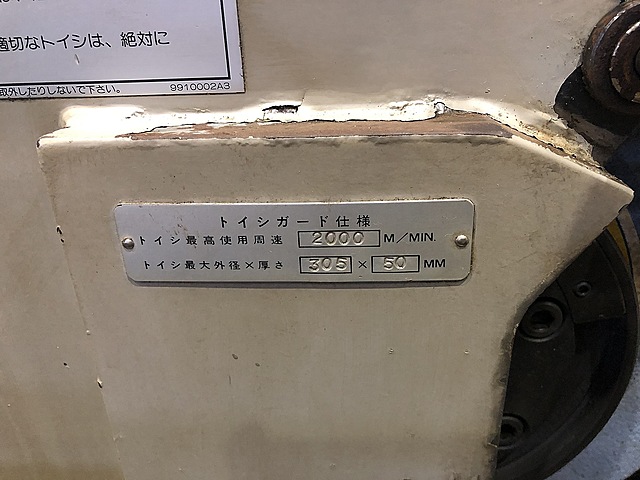 適切なトイシは、絶対に
取外したりしないで下さい。
9910002A3
トイシガード仕様
トイシ最高使用周速 2000 M/MIN.
トイシ最大外径×厚さ 305 × 50 MM